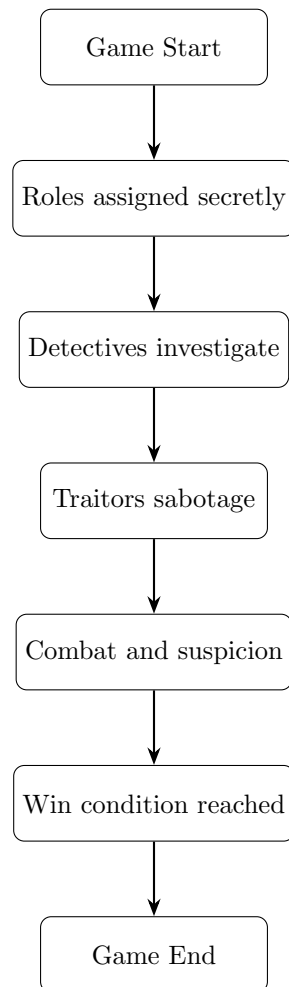 Game Start
Roles assigned secretly
Detectives investigate
Traitors sabotage
Combat and suspicion
Win condition reached
Game End